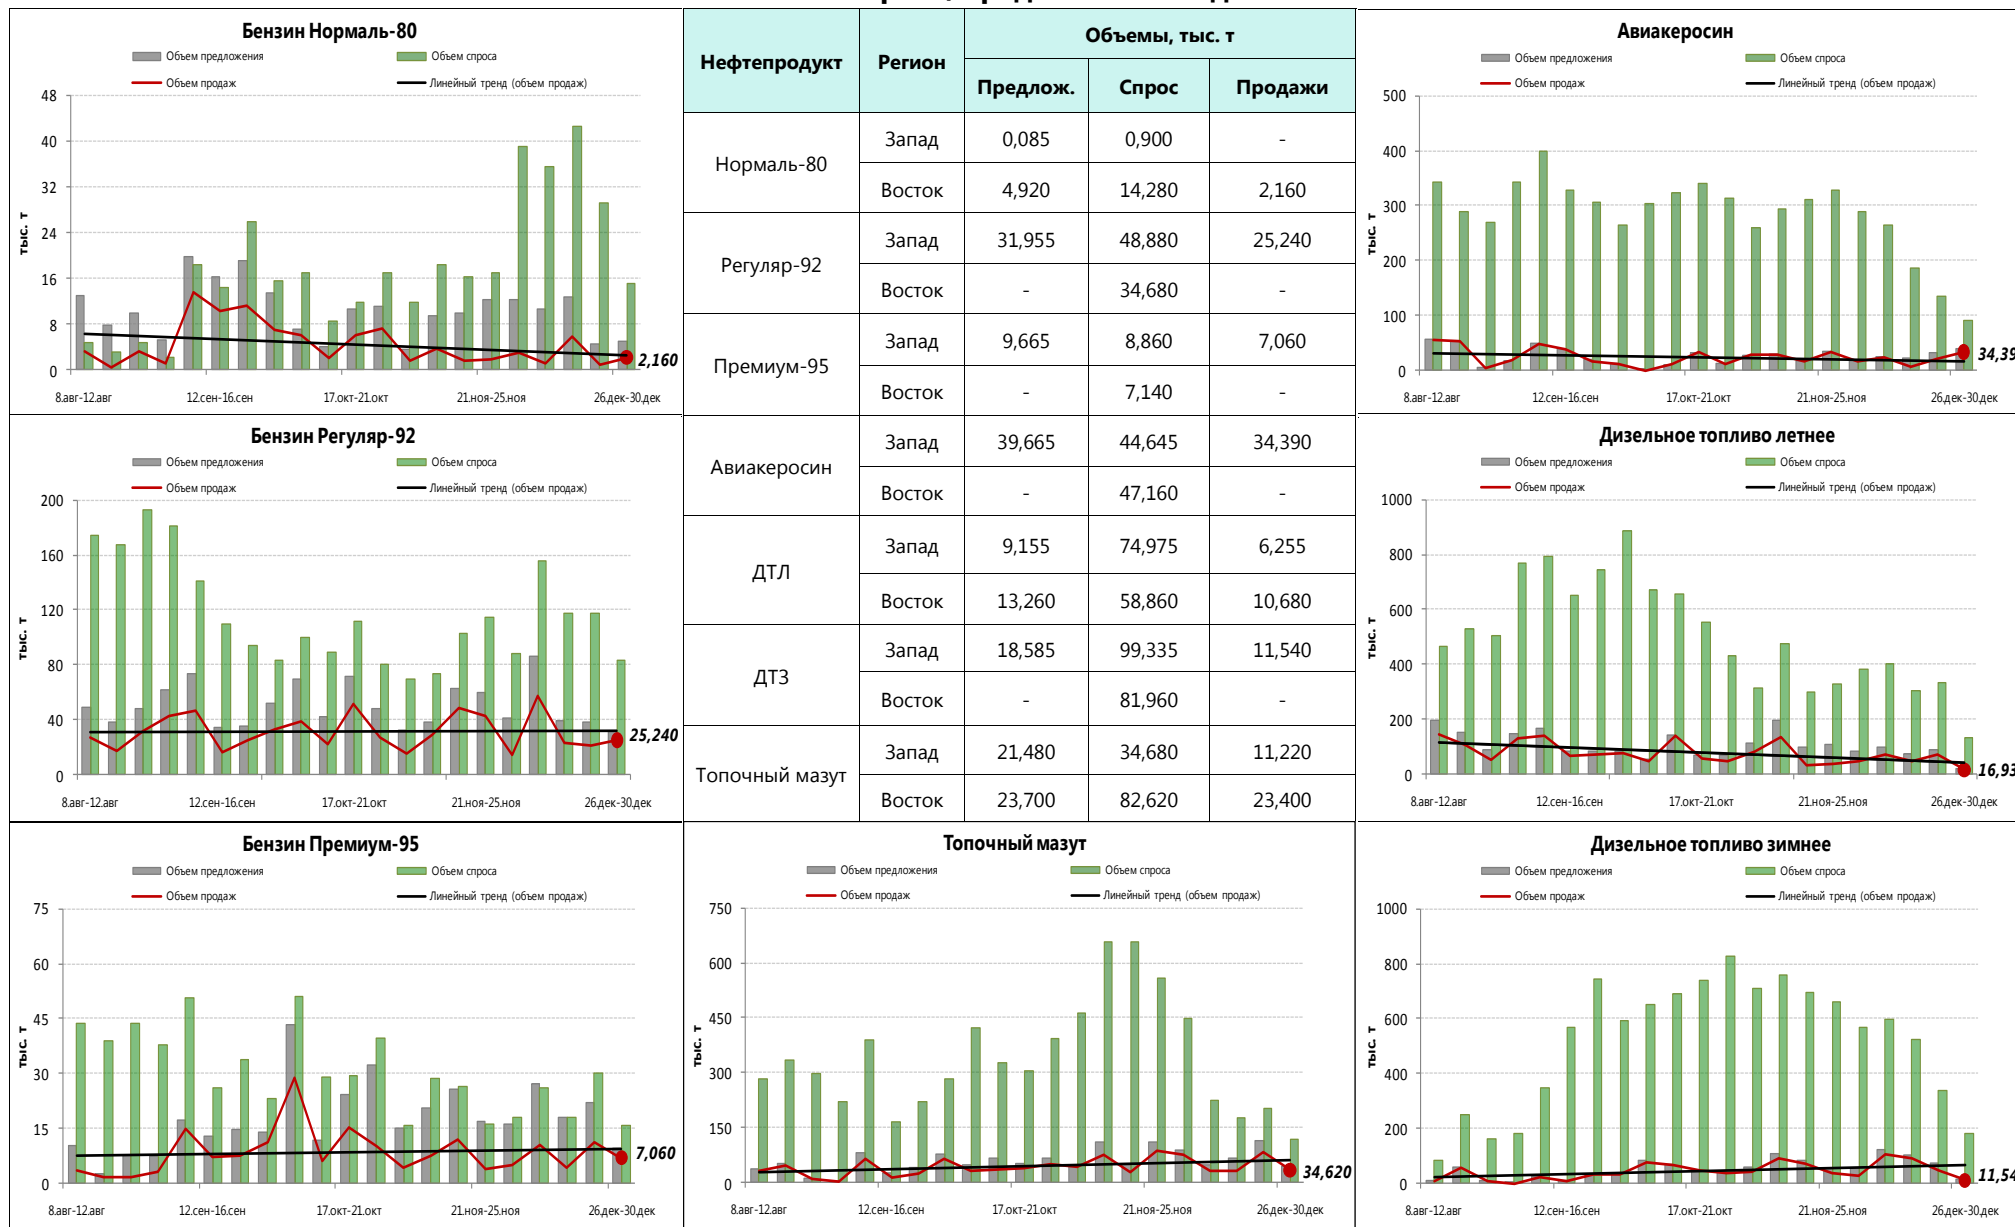 Бензин Нормаль-80
Объем предложения
Объем спроса
Объем продаж
Линейный тренд (объем продаж)
тыс. т
48
40
32
24
16
8
0
2,160
8.авг-12.авг
12.сен-16.сен
17.окт-21.окт
21.ноя-25.ноя
26.дек-30.дек
Бензин Регуляр-92
Объем предложения
Объем спроса
Объем продаж
Линейный тренд (объем продаж)
тыс. т
200
160
120
80
40
0
25,240
8.авг-12.авг
12.сен-16.сен
17.окт-21.окт
21.ноя-25.ноя
26.дек-30.дек
Бензин Премиум-95
Объем предложения
Объем спроса
Объем продаж
Линейный тренд (объем продаж)
тыс. т
75
60
45
30
15
0
7,060
8.авг-12.авг
12.сен-16.сен
17.окт-21.окт
21.ноя-25.ноя
26.дек-30.дек
Нефтепродукт Регион Объемы, тыс. т
Предлож. Спрос Продажи
Нормаль-80
Запад 0,085 0,900 -
Восток 4,920 14,280 2,160
Регуляр-92
Запад 31,955 48,880 25,240
Восток - 34,680 -
Премиум-95
Запад 9,665 8,860 7,060
Восток - 7,140 -
Авиакеросин
Запад 39,665 44,645 34,390
Восток - 47,160 -
ДТЛ
Запад 9,155 74,975 6,255
Восток 13,260 58,860 10,680
ДТЗ
Запад 18,585 99,335 11,540
Восток - 81,960 -
Топочный мазут
Запад 21,480 34,680 11,220
Восток 23,700 82,620 23,400
Топочный мазут
Объем предложения
Объем спроса
Объем продаж
Линейный тренд (объем продаж)
тыс. т
750
600
450
300
150
0
34,620
8.авг-12.авг
12.сен-16.сен
17.окт-21.окт
21.ноя-25.ноя
26.дек-30.дек
Авиакеросин
Объем предложения
Объем спроса
Объем продаж
Линейный тренд (объем продаж)
тыс. т
500
400
300
200
100
0
34,39
8.авг-12.авг
12.сен-16.сен
17.окт-21.окт
21.ноя-25.ноя
26.дек-30.дек
Дизельное топливо летнее
Объем предложения
Объем спроса
Объем продаж
Линейный тренд (объем продаж)
тыс. т
1000
800
600
400
200
0
16,93
8.авг-12.авг
12.сен-16.сен
17.окт-21.окт
21.ноя-25.ноя
26.дек-30.дек
Дизельное топливо зимнее
Объем предложения
Объем спроса
Объем продаж
Линейный тренд (объем продаж)
тыс. т
1000
800
600
400
200
0
11,54
8.авг-12.авг
12.сен-16.сен
17.окт-21.окт
21.ноя-25.ноя
26.дек-30.дек